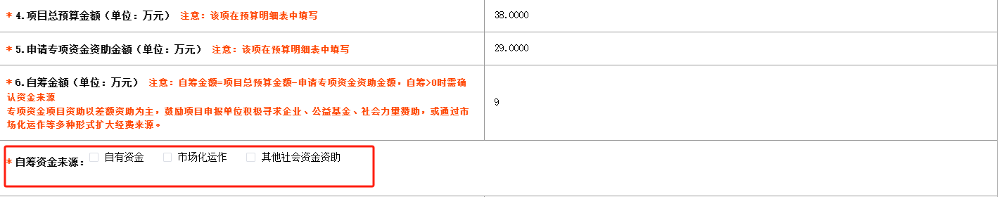 * 4.项目总预算金额（单位：万元） 注意：该项在预算明细表中填写
38.0000
* 5.申请专项资金资助金额（单位：万元） 注意：该项在预算明细表中填写
29.0000
* 6.自筹金额（单位：万元） 注意：自筹金额=项目总预算金额-申请专项资金资助金额，自筹>0时需确
认资金来源
专项资金项目资助以差额资助为主，鼓励项目申报单位积极寻求企业、公益基金、社会力量赞助，或通过市
场化运作等多种形式扩大经费来源。
9
* 自筹资金来源： 自有资金 市场化运作 其他社会资金资助